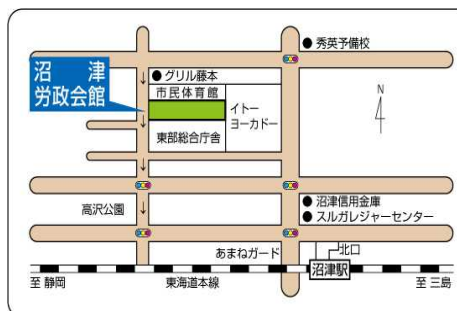 秀英予備校
沼津
労政会館
グリル藤本
市民体育館
イトー
ヨーカドー
東部総合庁舎
N
高沢公園
沼津信用金庫
スルガレジャーセンター
あまねガード
北口
沼津駅
至 静岡
東海道本線
至 三島